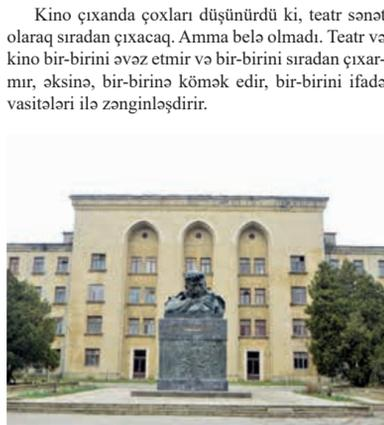 Kino çıxanda çoxları düşünürdü ki, teatr sənət
olaraq sıradan çıxacaq. Amma belə olmadı. Teatr və
kino bir-birini əvəz etmir və bir-birini sıradan çıxar-
mır, əksinə, bir-birinə kömək edir, bir-birini ifadə
vasitələri ilə zənginləşdirir.